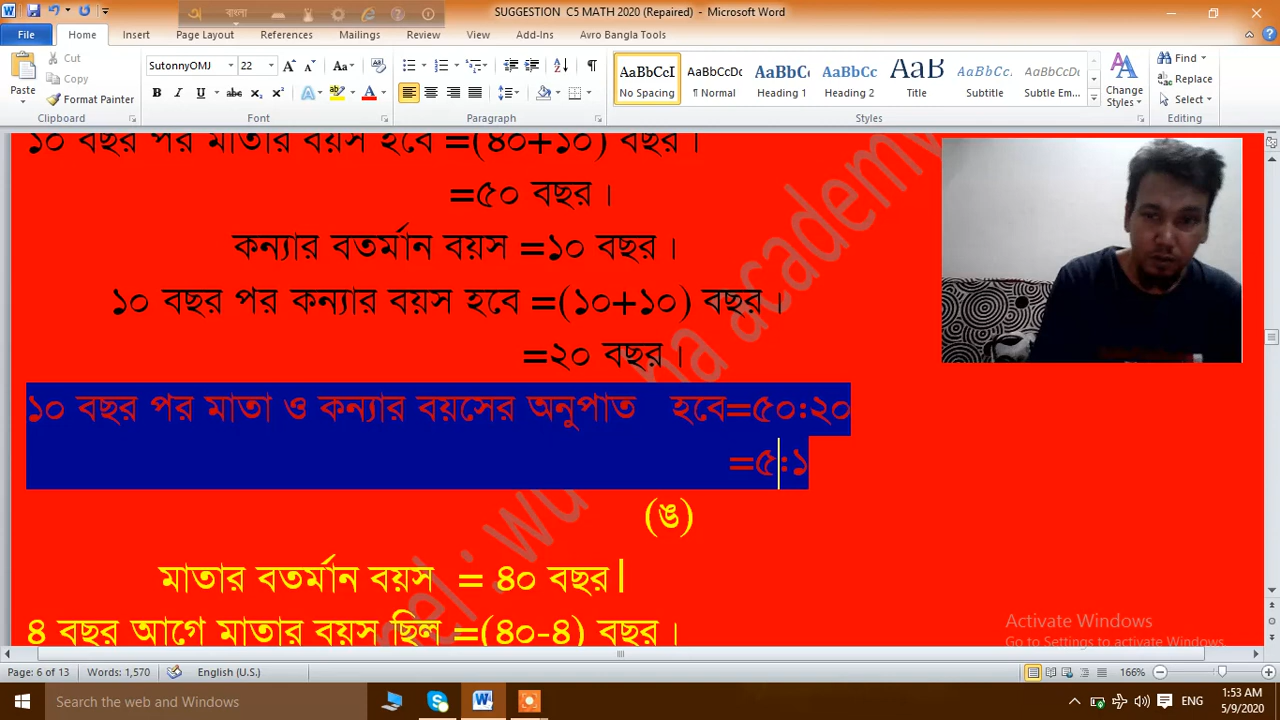 SUGGESTION C5 MATH 2020 (Repaired) - Microsoft Word
অ বাংলা
File Home Insert Page Layout References Mailings Review View Add-Ins Avro Bangla Tools
Paste
Cut
Copy
Format Painter
Clipboard
SutonnyOMJ 22
Font
Paragraph
AaBbCcI AaBbCcDc AaBbCc AaBbCc AaB AaBbCcI AaBbCcDc
No Spacing ¶ Normal Heading 1 Heading 2 Title Subtitle Subtle Em...
Change Styles
Styles
Find
Replace
Select
Editing
১০ বছর পর মাতার বয়স হবে =(৪০+১০) বছর ।
=৫০ বছর ।
কন্যার বতর্মান বয়স =১০ বছর ।
১০ বছর পর কন্যার বয়স হবে =(১০+১০) বছর ।
=২০ বছর ।
১০ বছর পর মাতা ও কন্যার বয়সের অনুপাত হবে=৫০:২০
=৫:১
(ঙ)
মাতার বতর্মান বয়স = ৪০ বছর |
৪ বছর আগে মাতার বয়স ছিল =(৪০-৪) বছর ।
Activate Windows
Go to Settings to activate Windows.
Page: 6 of 13 Words: 1,570 English (U.S.) 166%
Search the web and Windows
ENG
1:53 AM
5/9/2020